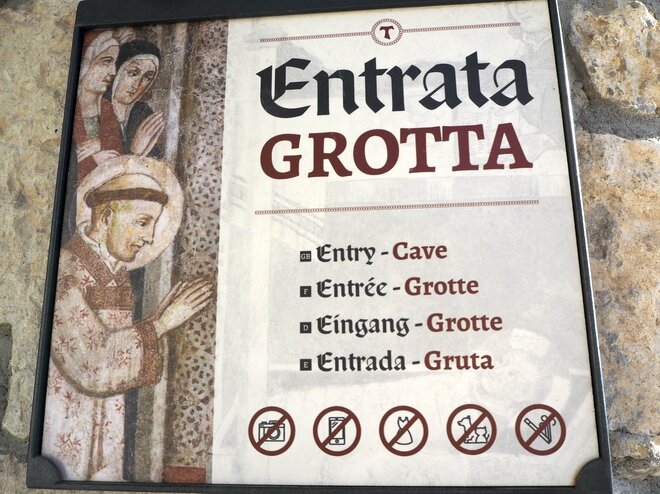 Entrata
GROTTA
GB Entry - Cave
F Entrée - Grotte
D Eingang - Grotte
E Entrada - Gruta